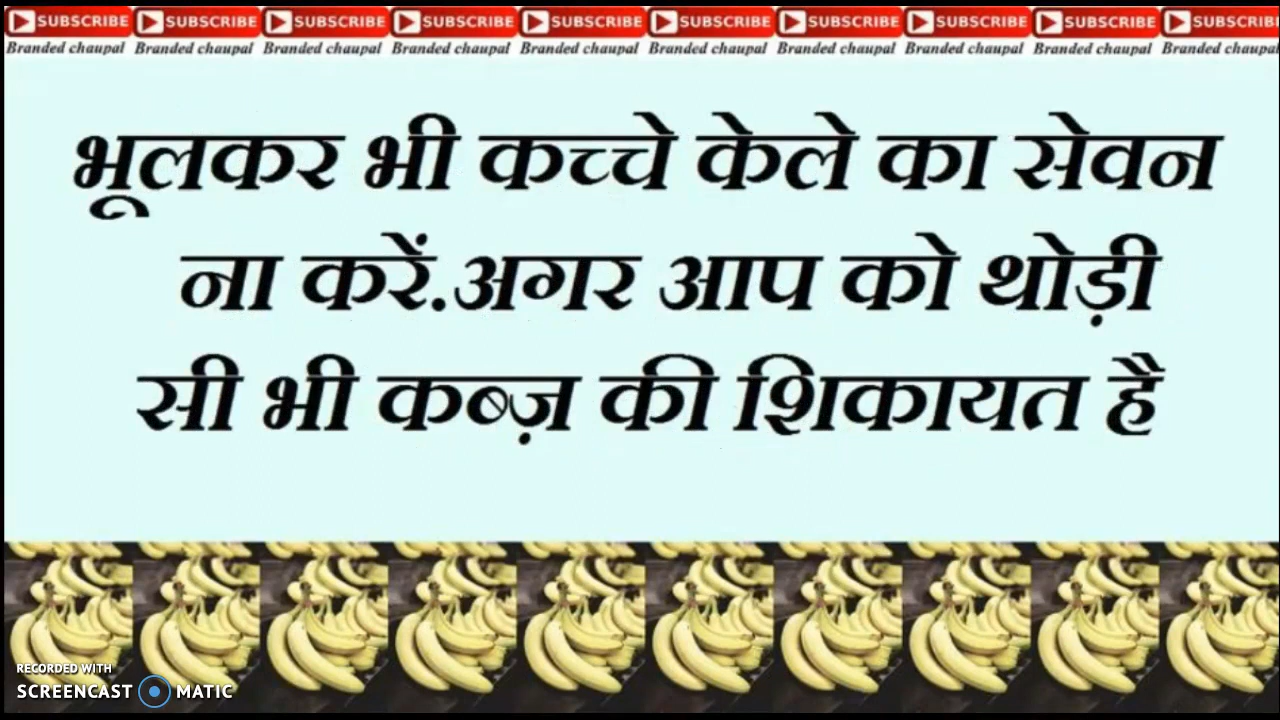 SUBSCRIBE SUBSCRIBE SUBSCRIBE SUBSCRIBE SUBSCRIBE SUBSCRIBE SUBSCRIBE SUBSCRIBE SUBSCRIBE SUBSCRIBE
Branded chaupal Branded chaupal Branded chaupal Branded chaupal Branded chaupal Branded chaupal Branded chaupal Branded chaupal Branded chaupal Branded chaupal
भूलकर भी कच्चे केले का सेवन
ना करें.अगर आप को थोड़ी
सी भी कब्ज़ की शिकायत है
RECORDED WITH
SCREENCAST MATIC